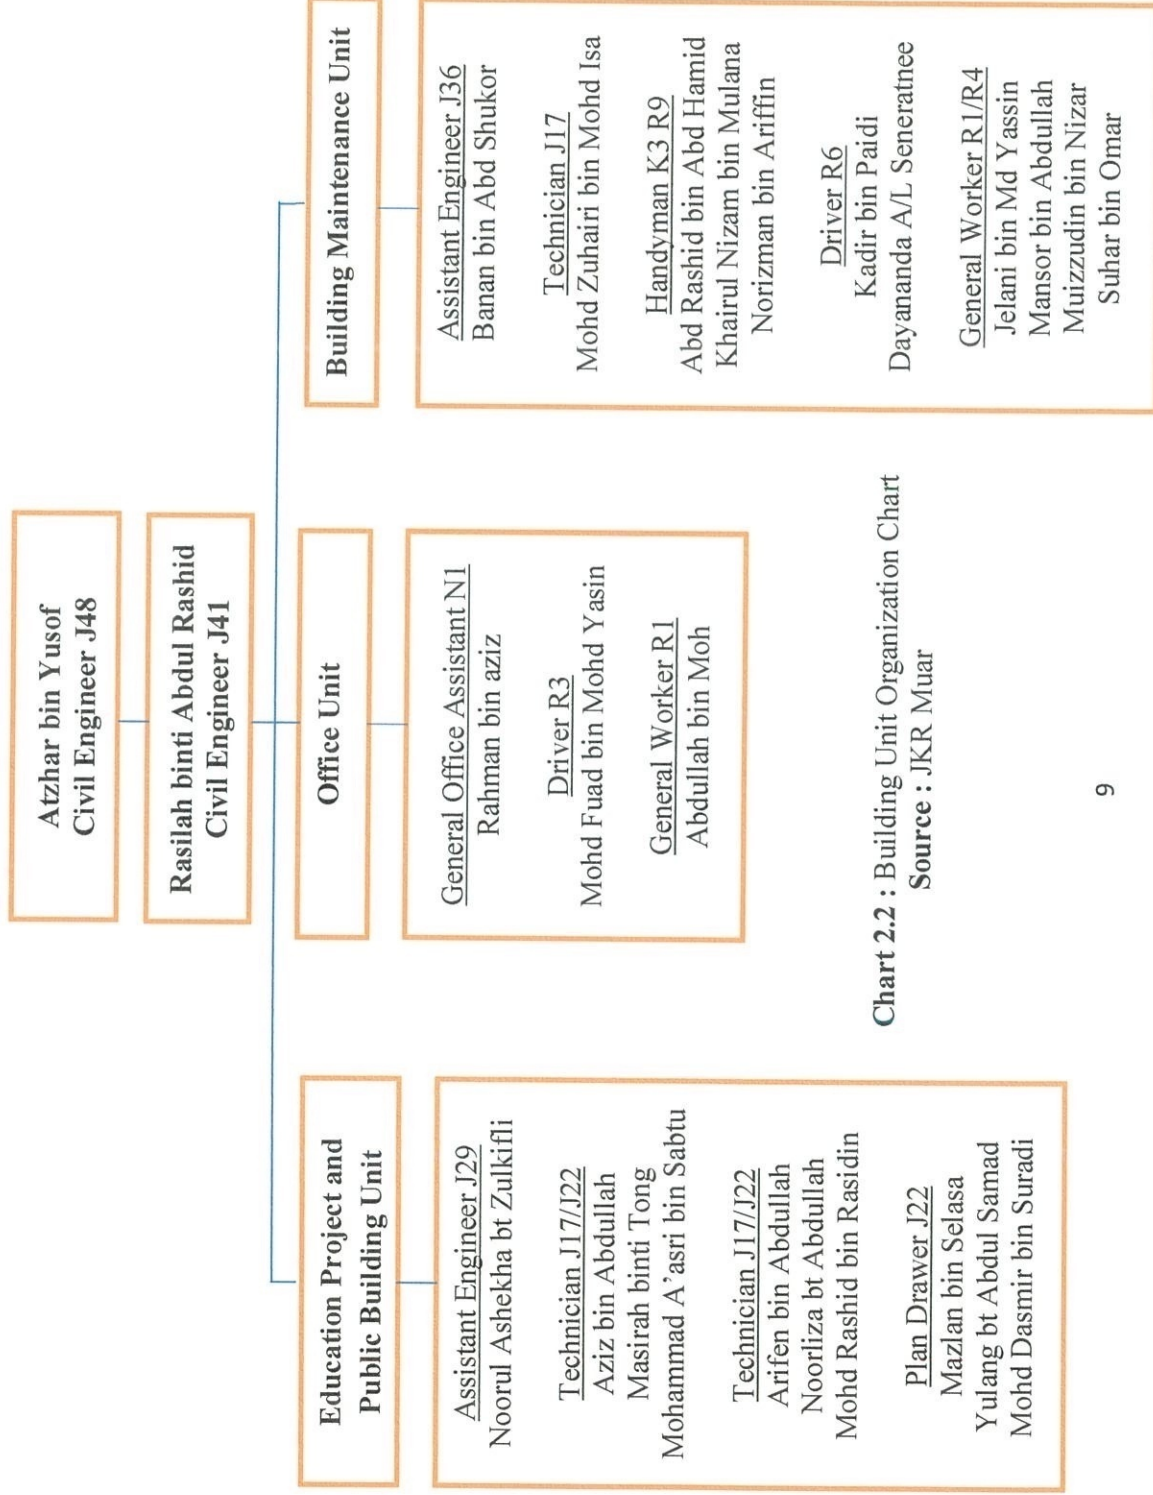 Atzhar bin Yusof
Civil Engineer J48
Rasilah binti Abdul Rashid
Civil Engineer J41
Education Project and
Public Building Unit
Assistant Engineer J29
Noorul Ashekha bt Zulkifli
Technician J17/J22
Aziz bin Abdullah
Masirah binti Tong
Mohammad A’asri bin Sabtu
Technician J17/J22
Arifen bin Abdullah
Noorliza bt Abdullah
Mohd Rashid bin Rasidin
Plan Drawer J22
Mazlan bin Selasa
Yulang bt Abdul Samad
Mohd Dasmir bin Suradi
Office Unit
General Office Assistant N1
Rahman bin aziz
Driver R3
Mohd Fuad bin Mohd Yasin
General Worker R1
Abdullah bin Moh
Building Maintenance Unit
Assistant Engineer J36
Banan bin Abd Shukor
Technician J17
Mohd Zuhairi bin Mohd Isa
Handyman K3 R9
Abd Rashid bin Abd Hamid
Khairul Nizam bin Mulana
Norizman bin Ariffin
Driver R6
Kadir bin Paidi
Dayananda A/L Seneratnee
General Worker R1/R4
Jelani bin Md Yassin
Mansor bin Abdullah
Muizzudin bin Nizar
Suhar bin Omar
Chart 2.2 : Building Unit Organization Chart
Source : JKR Muar
9